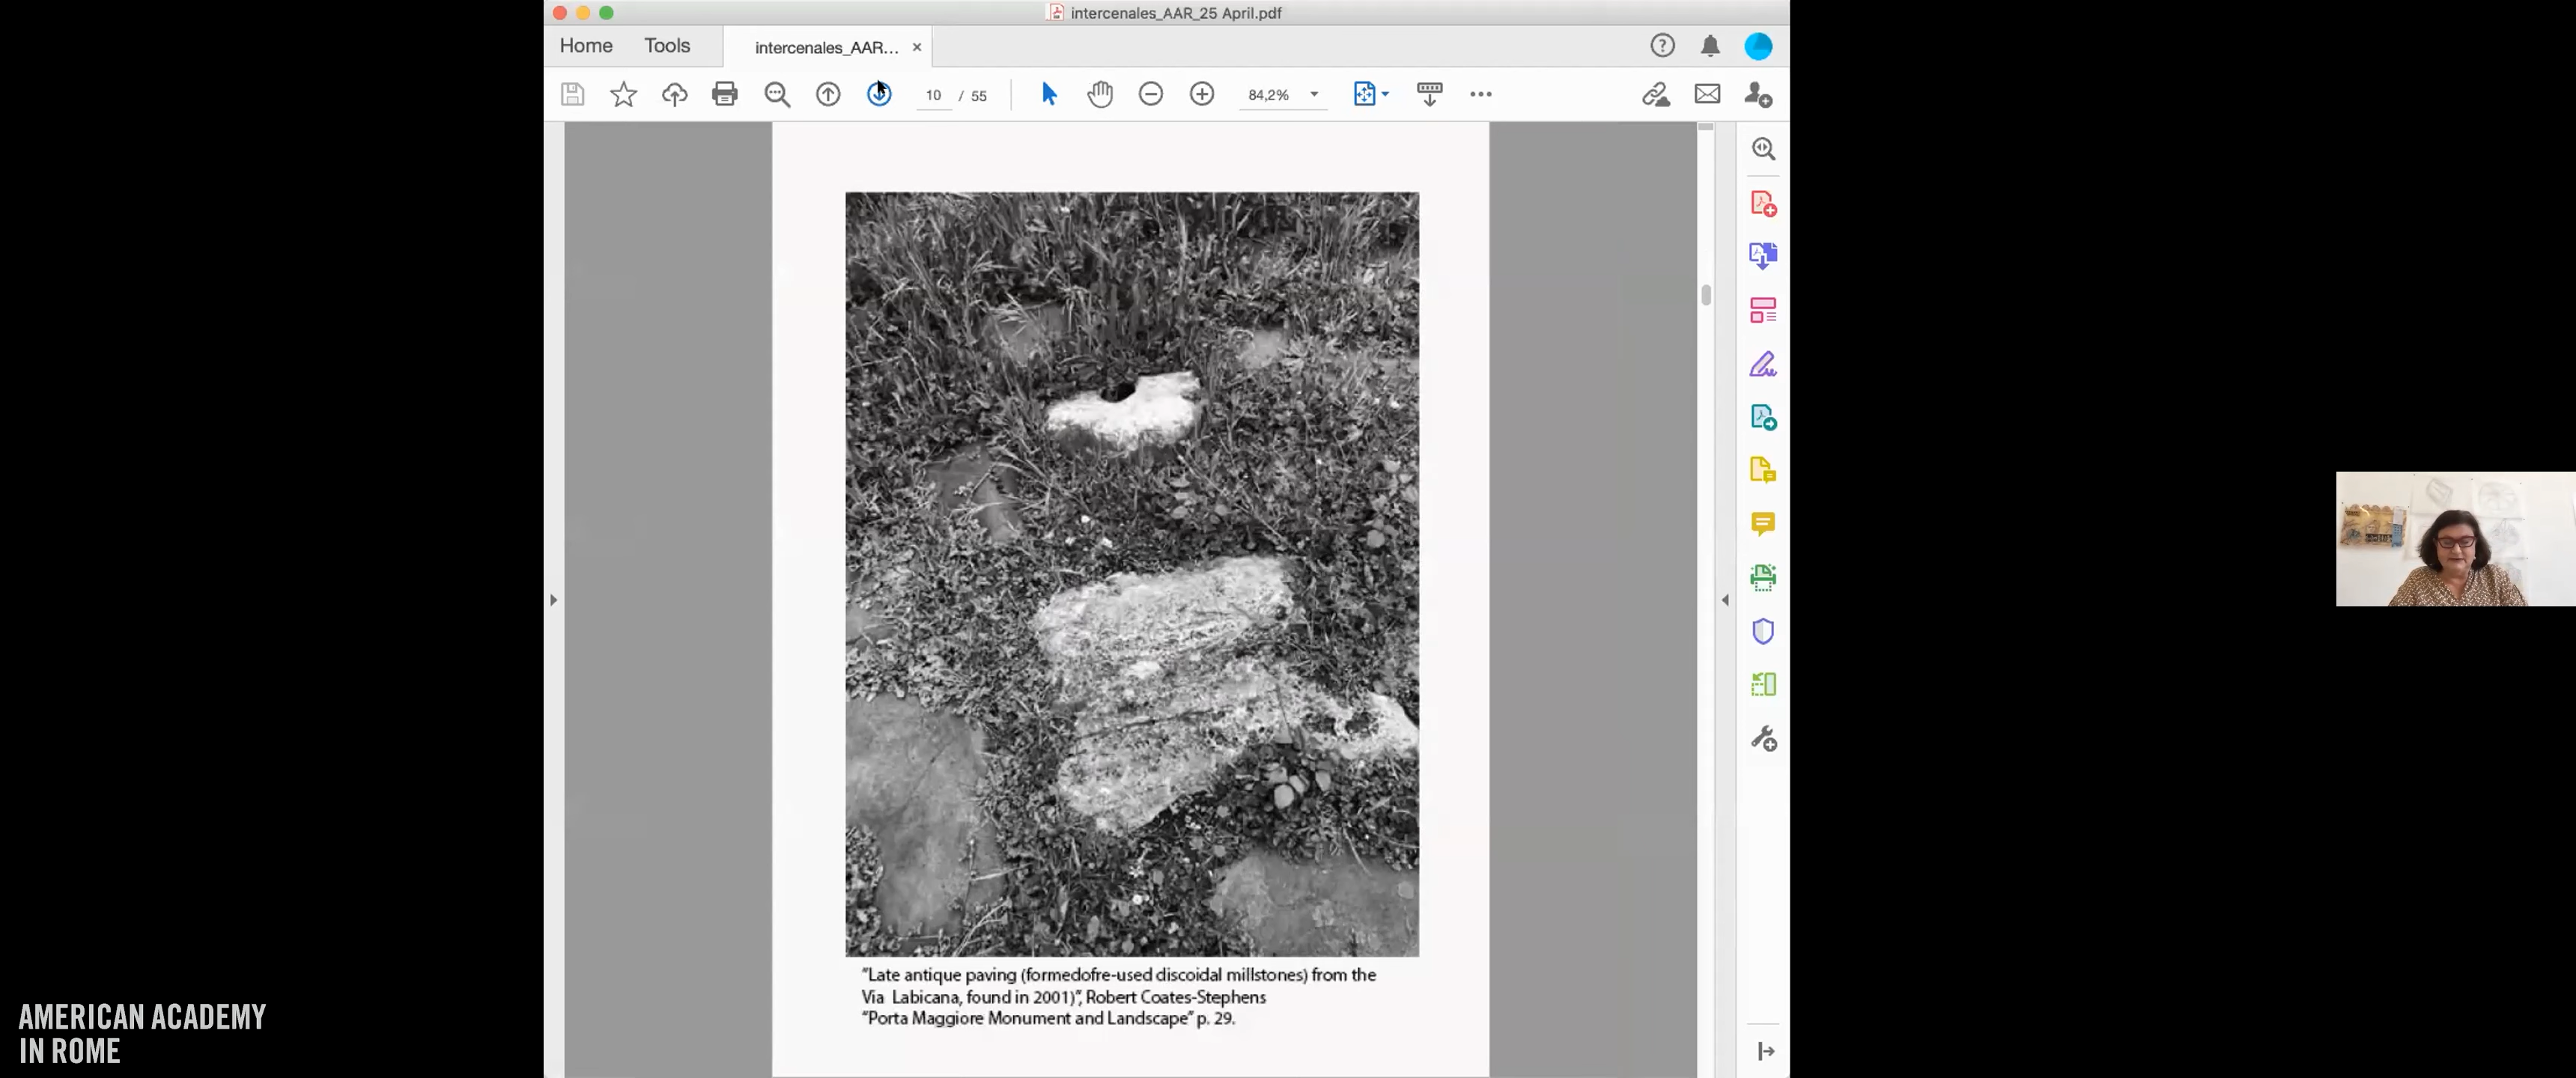 intercenales_AAR_25 April.pdf
Home Tools intercenales_AAR... ×
10 / 55 84,2%
"Late antique paving (formedofre-used discoidal millstones) from the
Via Labicana, found in 2001)", Robert Coates-Stephens
"Porta Maggiore Monument and Landscape" p. 29.
AMERICAN ACADEMY
IN ROME